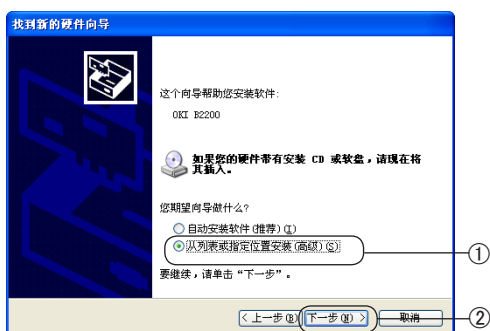 找到新的硬件向导
这个向导帮助您安装软件:
OKI B2200
如果您的硬件带有安装 CD 或软盘，请现在将
其插入。
您期望向导做什么?
自动安装软件(推荐)(I)
从列表或指定位置安装(高级)(S)
①
要继续，请单击“下一步”。
< 上一步(B) 下一步(N) > 取消
②